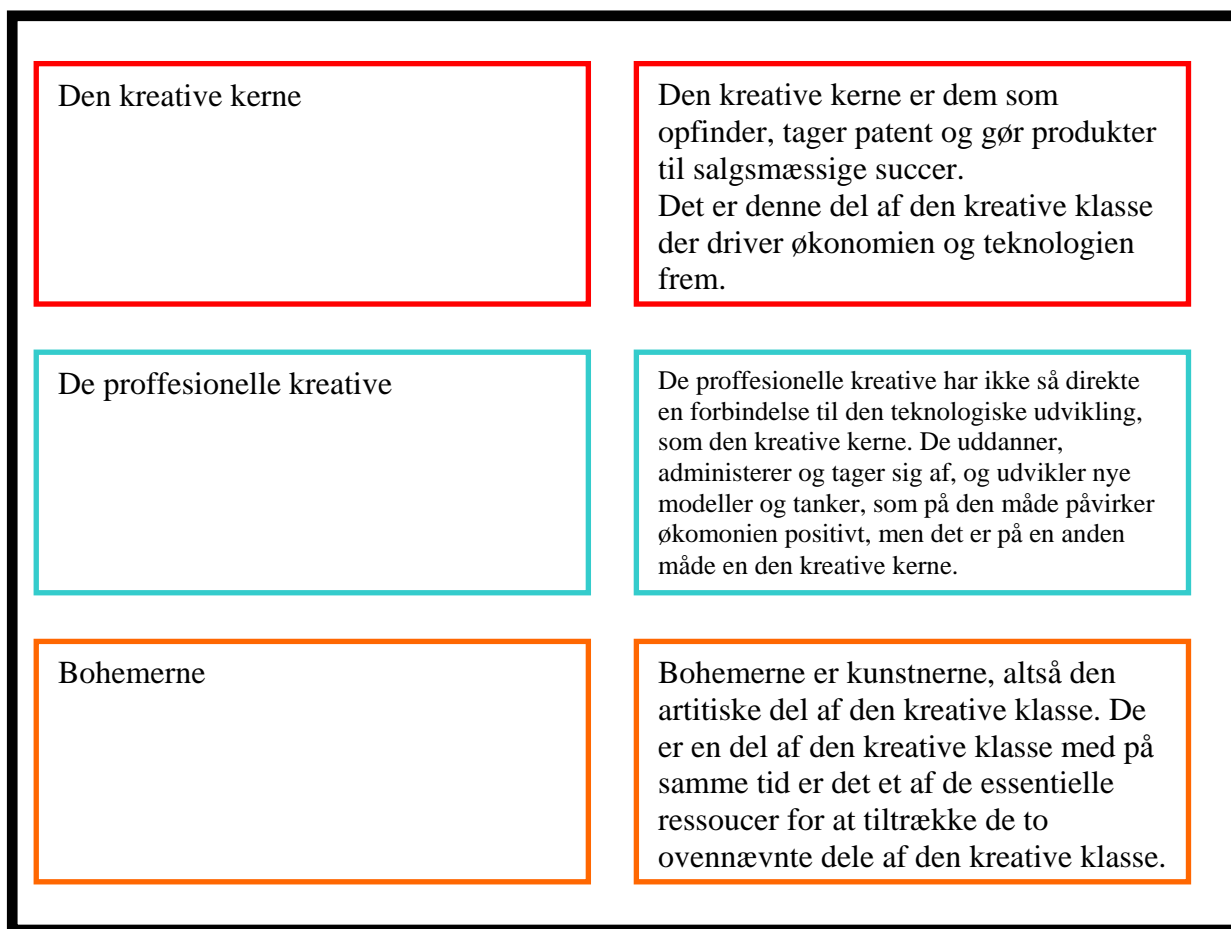 Den kreative kerne
Den kreative kerne er dem som
opfinder, tager patent og gør produkter
til salgsmæssige succer.
Det er denne del af den kreative klasse
der driver økonomien og teknologien
frem.
De proffesionelle kreative
De proffesionelle kreative har ikke så direkte
en forbindelse til den teknologiske udvikling,
som den kreative kerne. De uddanner,
administerer og tager sig af, og udvikler nye
modeller og tanker, som på den måde påvirker
økomonien positivt, men det er på en anden
måde en den kreative kerne.
Bohemerne
Bohemerne er kunstnerne, altså den
artitiske del af den kreative klasse. De
er en del af den kreative klasse med på
samme tid er det et af de essentielle
ressoucer for at tiltrække de to
ovennævnte dele af den kreative klasse.